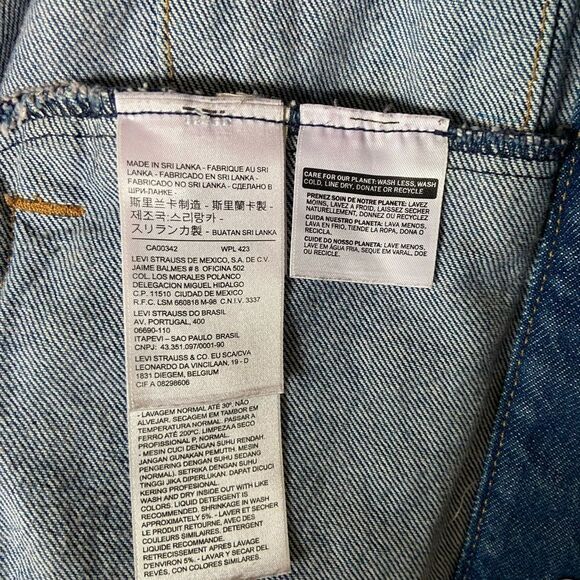 MADE IN SRI LANKA - FABRIQUE AU SRI
LANKA - FABRICADO EN SRI LANKA -
FABRICADO NO SRI LANKA - СДЕЛАНО В
ШРИ-ЛАНКЕ -
斯里兰卡制造 - 斯里蘭卡製 -
제조국:스리랑카 -
スリランカ製 - BUATAN SRI LANKA
CA00342 WPL 423
LEVI STRAUSS DE MEXICO, S.A. DE C.V.
JAIME BALMES # 8 OFICINA 502
COL. LOS MORALES POLANCO
DELEGACION MIGUEL HIDALGO
C.P. 11510 CIUDAD DE MEXICO
R.F.C. LSM 660818 M-98 C.N.I.V. 3337
LEVI STRAUSS DO BRASIL
AV. PORTUGAL, 400
06690-110
ITAPEVI – SAO PAULO BRASIL
CNPJ: 43.351.097/0001-90
LEVI STRAUSS & CO. EU SCA/CVA
LEONARDO DA VINCILAAN, 19 - D
1831 DIEGEM, BELGIUM
CIF A 08298606
- LAVAGEM NORMAL ATÉ 30º. NÃO
ALVEJAR. SECAGEM EM TAMBOR EM
TEMPERATURA NORMAL. PASSAR A
FERRO ATÉ 200ºC. LIMPEZA A SECO
PROFISSIONAL P, NORMAL.
- MESIN CUCI DENGAN SUHU RENDAH.
JANGAN GUNAKAN PEMUTIH. MESIN
PENGERING DENGAN SUHU SEDANG
(NORMAL). SETRIKA DENGAN SUHU
TINGGI JIKA DIPERLUKAN. DAPAT DICUCI
KERING PROFESIONAL.
WASH AND DRY INSIDE OUT WITH LIKE
COLORS: LIQUID DETERGENT IS
RECOMMENDED. SHRINKAGE IN WASH
APPROXIMATELY 5%. - LAVER ET SECHER
LE PRODUIT RETOURNE, AVEC DES
COULEURS SIMILAIRES. DETERGENT
LIQUIDE RECOMMANDE.
RETRECISSEMENT APRÈS LAVAGE
D'ENVIRON 5%. - LAVAR Y SECAR DEL
REVÉS, CON COLORES SIMILARES.
CARE FOR OUR PLANET: WASH LESS, WASH
COLD, LINE DRY, DONATE OR RECYCLE
PRENEZ SOIN DE NOTRE PLANETE: LAVEZ
MOINS, LAVEZ A FROID, LAISSEZ SECHER
NATURELLEMENT, DONNEZ OU RECYCLEZ
CUIDA NUESTRO PLANETA: LAVA MENOS,
LAVA EN FRIO, TIENDE LA ROPA, DONA
O RECICLA
CUIDE DO NOSSO PLANETA: LAVE MENOS,
LAVE EM ÁGUA FRIA, SEQUE EM VARAL, DOE
OU RECICLE